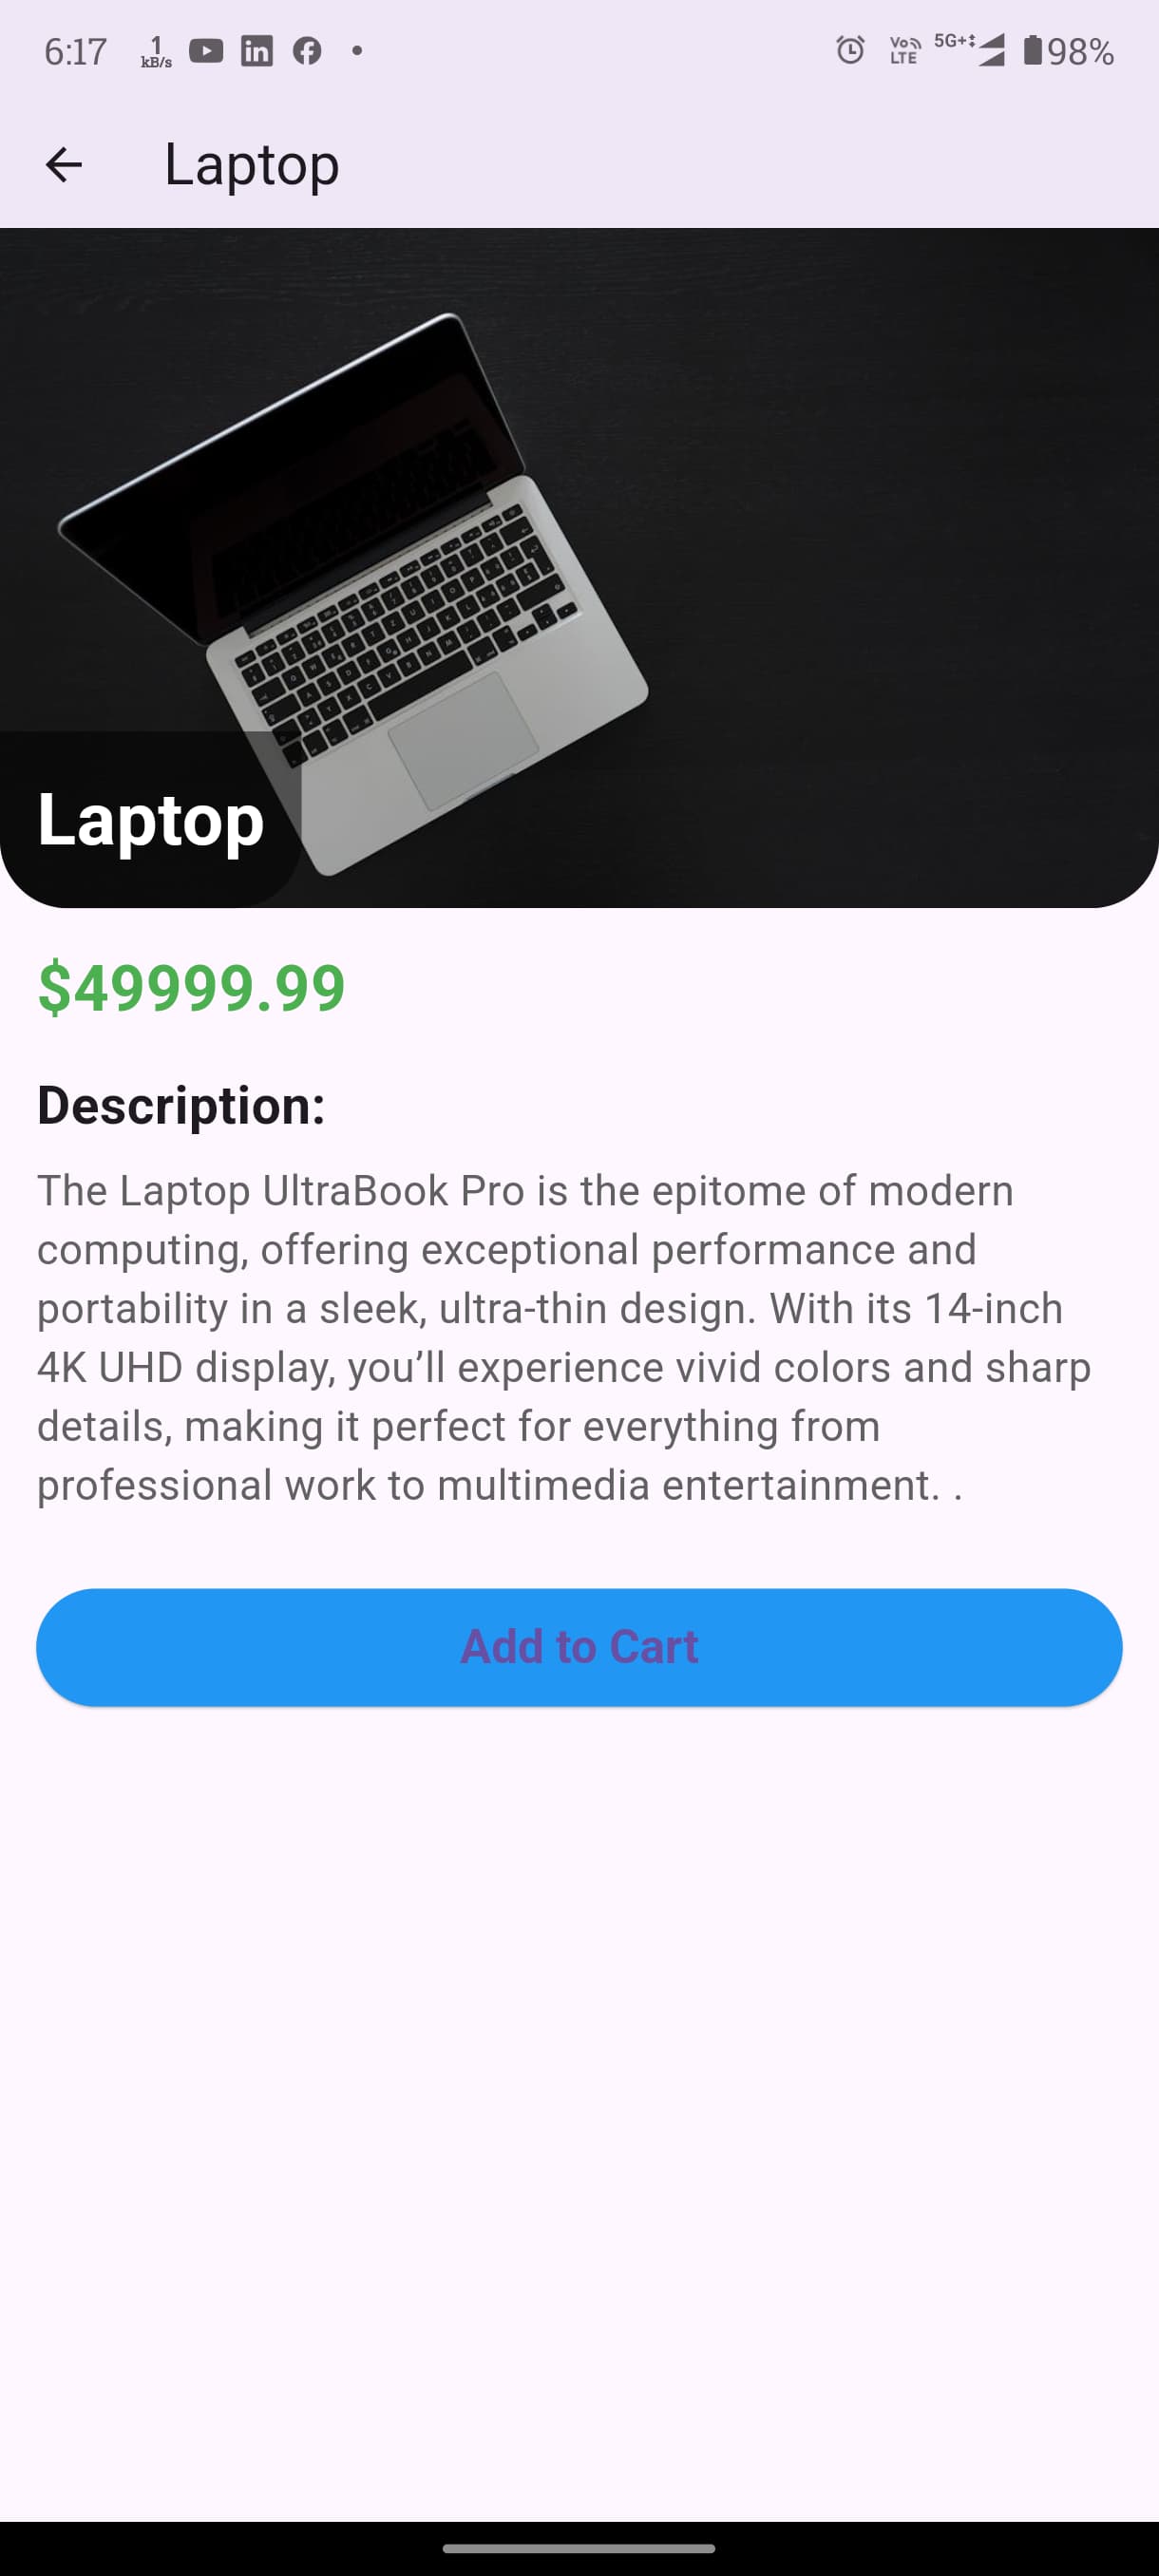 6:17 1 kB/s Vo LTE 5G+ 98%
Laptop
Laptop
$49999.99
Description:
The Laptop UltraBook Pro is the epitome of modern
computing, offering exceptional performance and
portability in a sleek, ultra-thin design. With its 14-inch
4K UHD display, you’ll experience vivid colors and sharp
details, making it perfect for everything from
professional work to multimedia entertainment. .
Add to Cart